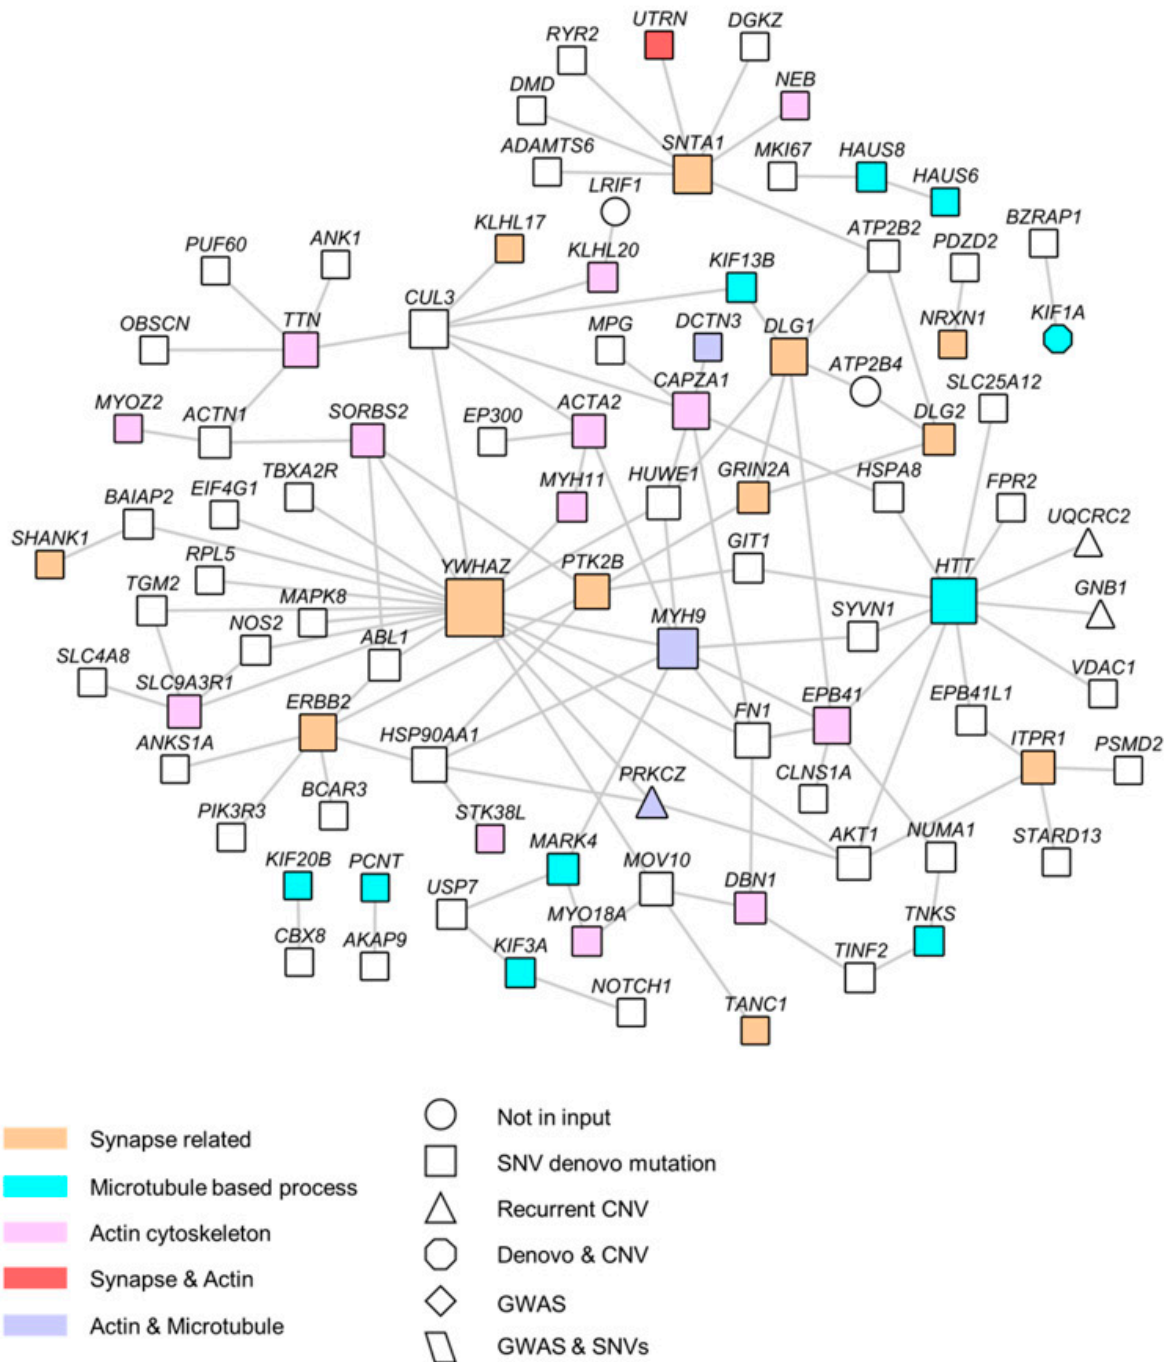 UTRN
DGKZ
RYR2
NEB
DMD
SNTA1
ADAMTS6
MKI67
HAUS8
LRIF1
HAUS6
KLHL17
ATP2B2
BZRAP1
PUF60
ANK1
KLHL20
KIF13B
PDZD2
CUL3
OBSCN
TTN
MPG
DCTN3
DLG1
NRXN1
KIF1A
ATP2B4
CAPZA1
SLC25A12
MYOZ2
ACTN1
SORBS2
EP300
ACTA2
DLG2
TBXA2R
MYH11
HUWE1
GRIN2A
HSPA8
FPR2
EIF4G1
BAIAP2
UQCRC2
SHANK1
RPL5
YWHAZ
PTK2B
GIT1
HTT
TGM2
MAPK8
GNB1
NOS2
ABL1
MYH9
SYVN1
SLC4A8
SLC9A3R1
VDAC1
ERBB2
FN1
EPB41
EPB41L1
ANKS1A
HSP90AA1
ITPR1
PSMD2
BCAR3
PRKCZ
CLNS1A
PIK3R3
STK38L
MARK4
AKT1
NUMA1
STARD13
KIF20B
PCNT
MOV10
USP7
DBN1
MYO18A
TNKS
CBX8
AKAP9
KIF3A
TINF2
NOTCH1
TANC1
Synapse related
Microtubule based process
Actin cytoskeleton
Synapse & Actin
Actin & Microtubule
Not in input
SNV denovo mutation
Recurrent CNV
Denovo & CNV
GWAS
GWAS & SNVs